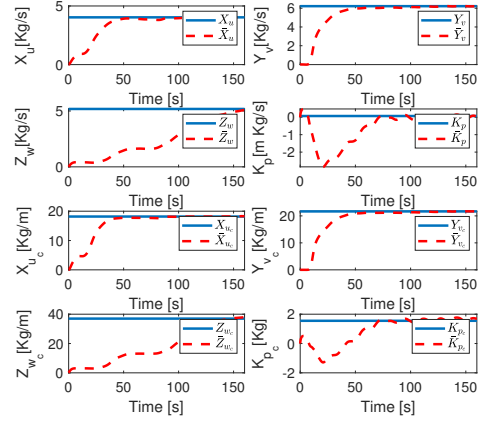 X_u[Kg/s]
4
2
0
X_u
X̄_u
0 50 100 150
Time [s]
Y_v[Kg/s]
6
4
2
0
Y_v
Ȳ_v
0 50 100 150
Time [s]
Z_w[Kg/s]
5
0
Z_w
Z̄_w
0 50 100 150
Time [s]
K_p[m Kg/s]
0
-1
-2
K_p
K̄_p
0 50 100 150
Time [s]
X_u_c[Kg/m]
20
10
0
X_u_c
X̄_u_c
0 50 100 150
Time [s]
Y_v_c[Kg/m]
20
10
0
Y_v_c
Ȳ_v_c
0 50 100 150
Time [s]
Z_w_c[Kg/m]
40
20
0
Z_w_c
Z̄_w_c
0 50 100 150
Time [s]
K_p_c[Kg]
2
0
-2
K_p_c
K̄_p_c
0 50 100 150
Time [s]